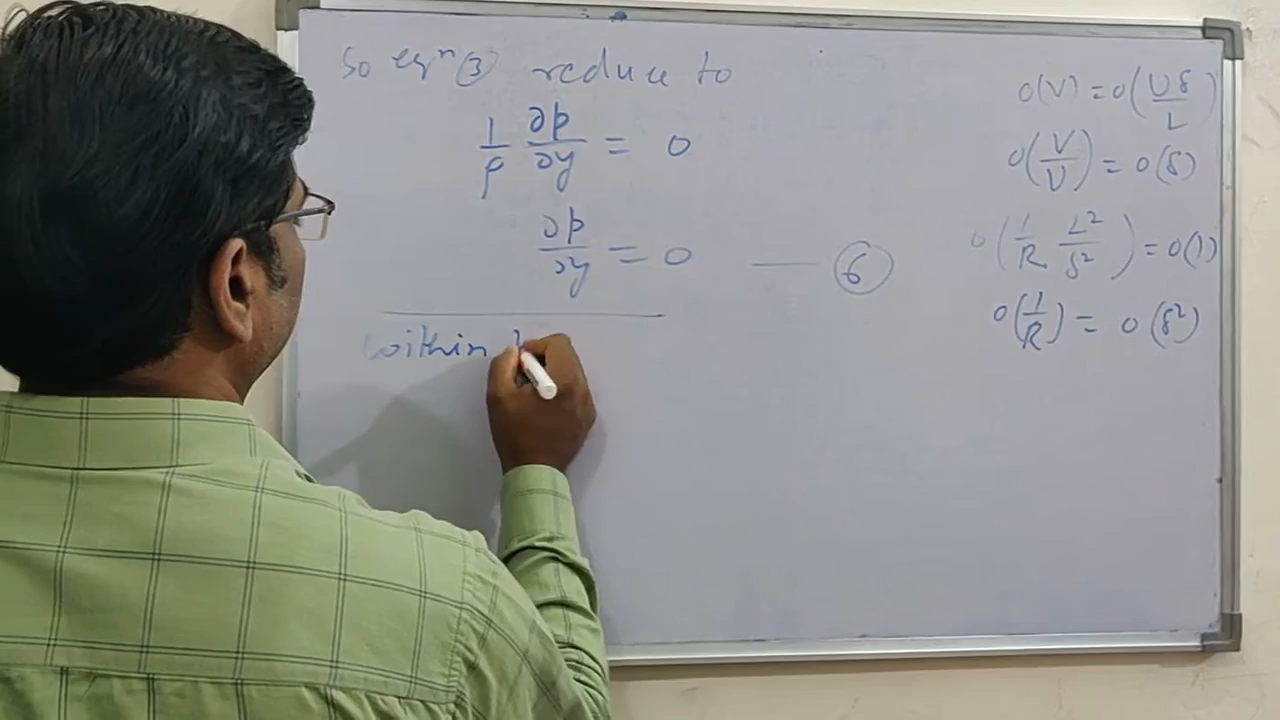 So eqⁿ ③ reduce to
1/ρ ∂p/∂y = 0
∂p/∂y = 0 — ⑥
within
O(V) = O(Uδ/L)
O(V/U) = O(δ)
O(1/R L²/δ²) = O(1)
O(1/R) = O(δ²)